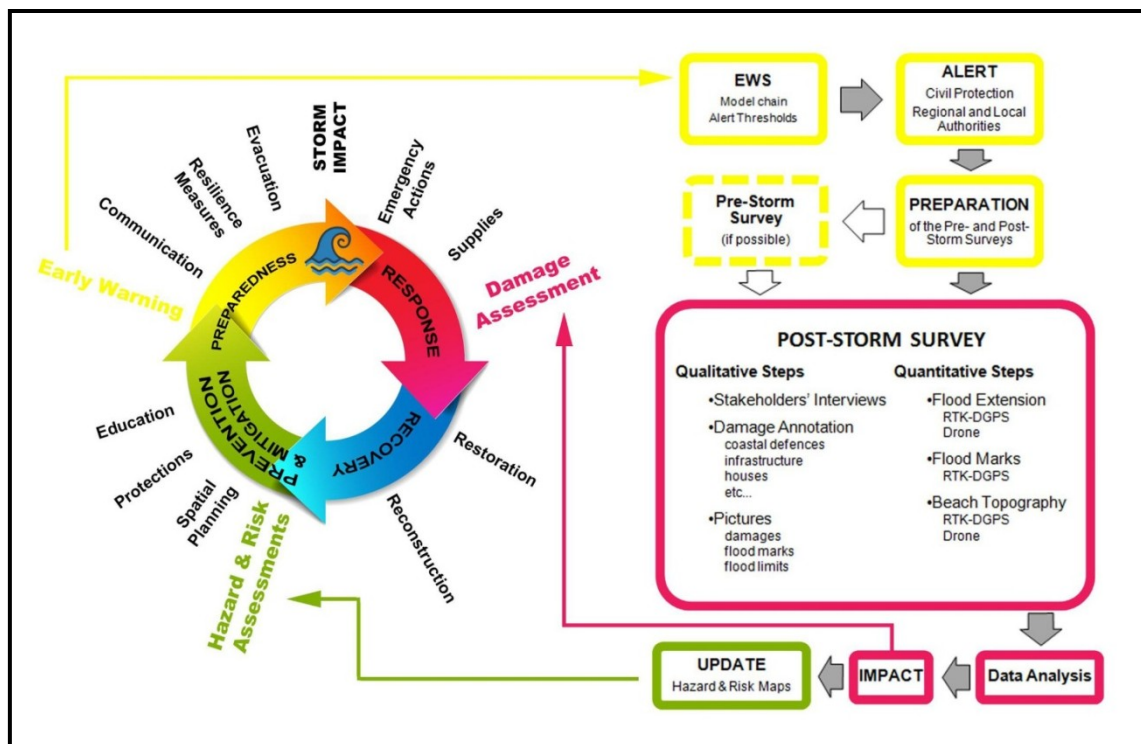 STORM
IMPACT
Evacuation
Resilience
Measures
Communication
Early Warning
Emergency
Actions
Supplies
Damage
Assessment
PREPAREDNESS
RESPONSE
RECOVERY
PREVENTION
& MITIGATION
Education
Protections
Spatial
Planning
Hazard & Risk
Assessments
Restoration
Reconstruction
EWS
Model chain
Alert Thresholds
ALERT
Civil Protection
Regional and Local
Authorities
Pre-Storm
Survey
(if possible)
PREPARATION
of the Pre- and Post-
Storm Surveys
POST-STORM SURVEY
Qualitative Steps
•Stakeholders' Interviews
•Damage Annotation
coastal defences
infrastructure
houses
etc...
•Pictures
damages
flood marks
flood limits
Quantitative Steps
•Flood Extension
RTK-DGPS
Drone
•Flood Marks
RTK-DGPS
•Beach Topography
RTK-DGPS
Drone
UPDATE
Hazard & Risk Maps
IMPACT
Data Analysis